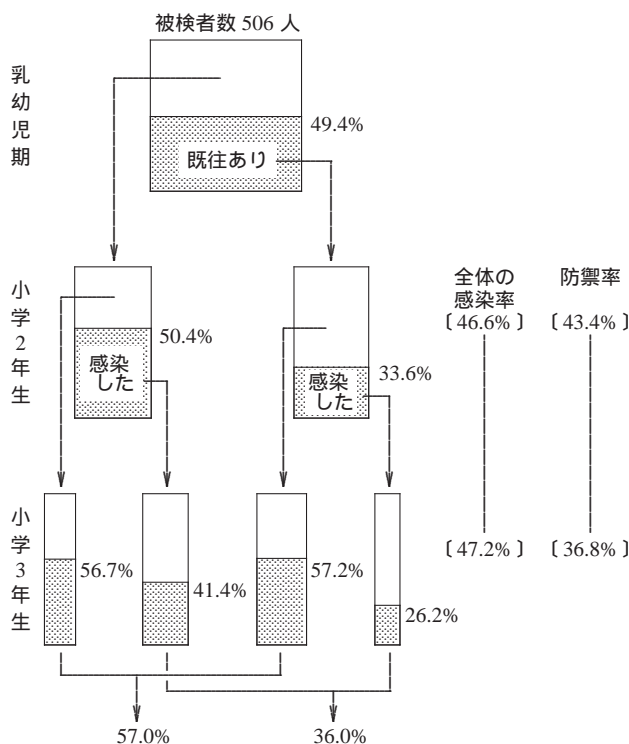 被検者数 506 人
乳幼児期
49.4%
既往あり
小学2年生
50.4%
感染
した
33.6%
感染
した
全体の
感染率
〔 46.6% 〕
防禦率
〔 43.4% 〕
小学3年生
56.7%
41.4%
57.2%
26.2%
〔 47.2% 〕
〔 36.8% 〕
57.0%
36.0%